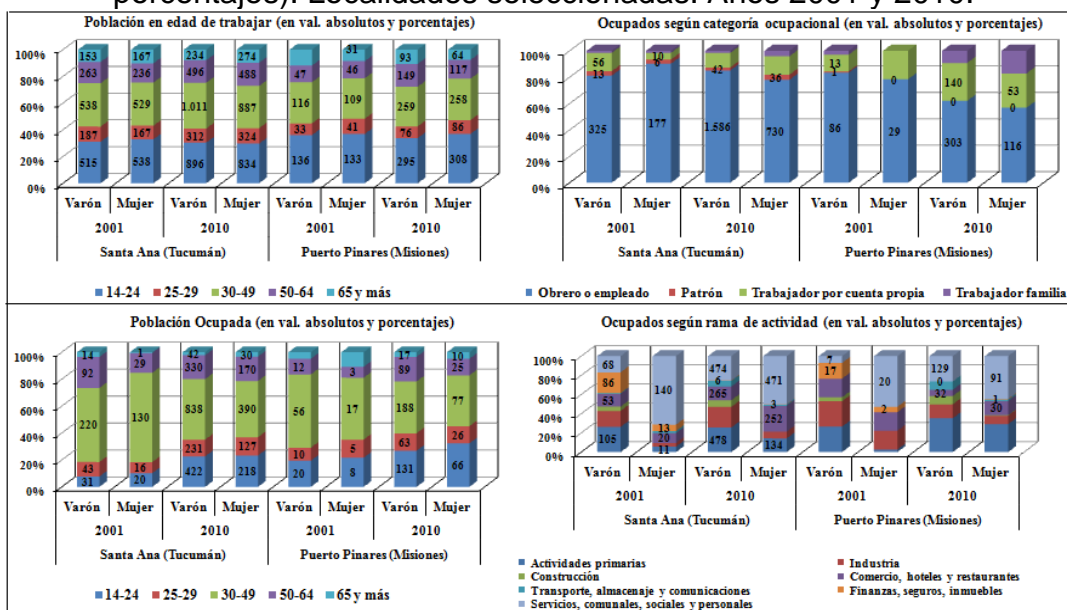 porcentajes). Localidades seleccionadas. Años 2001 y 2010.
Población en edad de trabajar (en val. absolutos y porcentajes)
100%
80%
60%
40%
20%
0%
153 167 234 274 31 93 64
263 236 496 488 47 46 149 117
538 529 1.011 887 116 109 259 258
187 167 312 324 33 41 76 86
515 538 896 834 136 133 295 308
Varón Mujer Varón Mujer Varón Mujer Varón Mujer
2001 2010 2001 2010
Santa Ana (Tucumán) Puerto Pinares (Misiones)
14-24 25-29 30-49 50-64 65 y más
Ocupados según categoría ocupacional (en val. absolutos y porcentajes)
100%
80%
60%
40%
20%
0%
56 10 13 140 53
13 6 42 36 1 0 0 0
325 177 1.586 730 86 29 303 116
Varón Mujer Varón Mujer Varón Mujer Varón Mujer
2001 2010 2001 2010
Santa Ana (Tucumán) Puerto Pinares (Misiones)
Obrero o empleado Patrón Trabajador por cuenta propia Trabajador familia
Población Ocupada (en val. absolutos y porcentajes)
100%
80%
60%
40%
20%
0%
14 1 42 30 17 10
92 29 330 170 12 3 89 25
220 130 838 390 56 17 188 77
43 16 231 127 10 5 63 26
31 20 422 218 20 8 131 66
Varón Mujer Varón Mujer Varón Mujer Varón Mujer
2001 2010 2001 2010
Santa Ana (Tucumán) Puerto Pinares (Misiones)
14-24 25-29 30-49 50-64 65 y más
Ocupados según rama de actividad (en val. absolutos y porcentajes)
100%
80%
60%
40%
20%
0%
68 140 474 471 7 20 129 91
86 13 6 3 17 2 0 1
53 20 265 252 32 30
105 11 478 134
Varón Mujer Varón Mujer Varón Mujer Varón Mujer
2001 2010 2001 2010
Santa Ana (Tucumán) Puerto Pinares (Misiones)
Actividades primarias Industria
Construcción Comercio, hoteles y restaurantes
Transporte, almacenaje y comunicaciones Finanzas, seguros, inmuebles
Servicios, comunales, sociales y personales